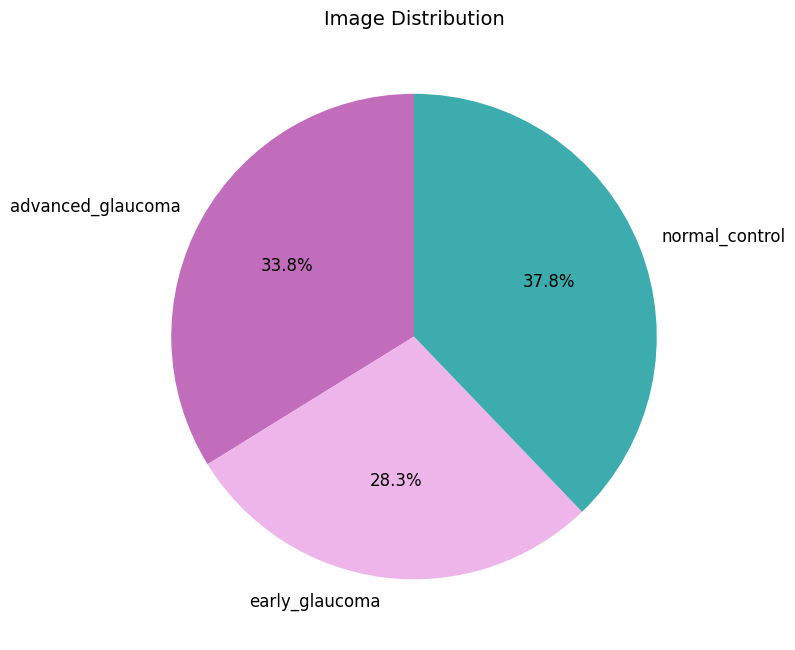 Image Distribution
advanced_glaucoma
33.8%
normal_control
37.8%
28.3%
early_glaucoma